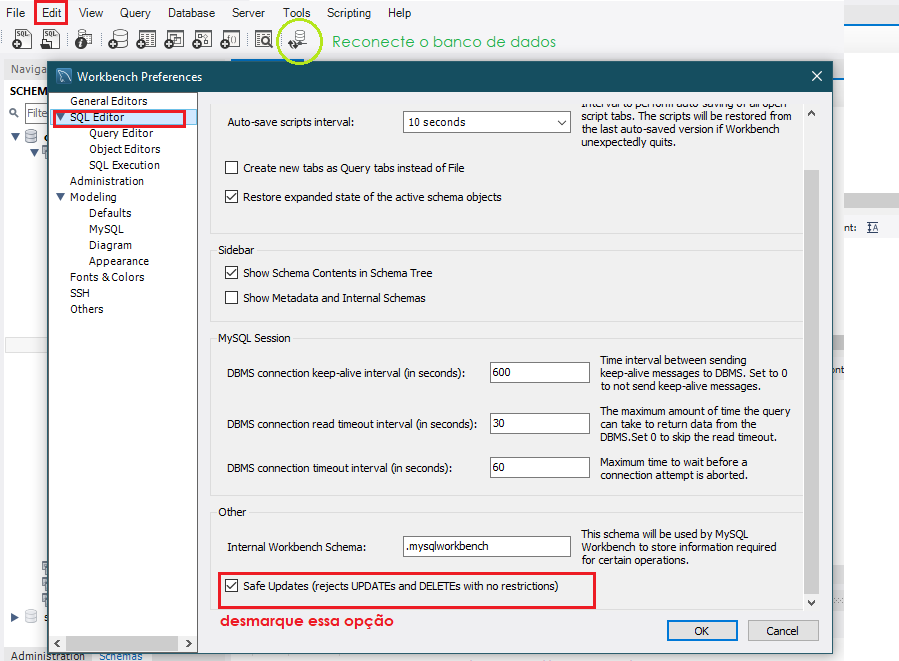 File Edit View Query Database Server Tools Scripting Help
SQL SQL
Reconecte o banco de dados
Naviga
SCHEM
Filte
Workbench Preferences
General Editors
SQL Editor
Query Editor
Object Editors
SQL Execution
Administration
Modeling
Defaults
MySQL
Diagram
Appearance
Fonts & Colors
SSH
Others
Auto-save scripts interval:
10 seconds
Interval to perform auto-saving of all open
script tabs. The scripts will be restored from
the last auto-saved version if Workbench
unexpectedly quits.
Create new tabs as Query tabs instead of File
Restore expanded state of the active schema objects
Sidebar
Show Schema Contents in Schema Tree
Show Metadata and Internal Schemas
MySQL Session
DBMS connection keep-alive interval (in seconds):
600
Time interval between sending
keep-alive messages to DBMS. Set to 0
to not send keep-alive messages.
DBMS connection read timeout interval (in seconds):
30
The maximum amount of time the query
can take to return data from the
DBMS.Set 0 to skip the read timeout.
DBMS connection timeout interval (in seconds):
60
Maximum time to wait before a
connection attempt is aborted.
Other
Internal Workbench Schema:
.mysqlworkbench
This schema will be used by MySQL
Workbench to store information required
for certain operations.
Safe Updates (rejects UPDATEs and DELETEs with no restrictions)
desmarque essa opção
OK Cancel
nt:
ont
Administration Schemas